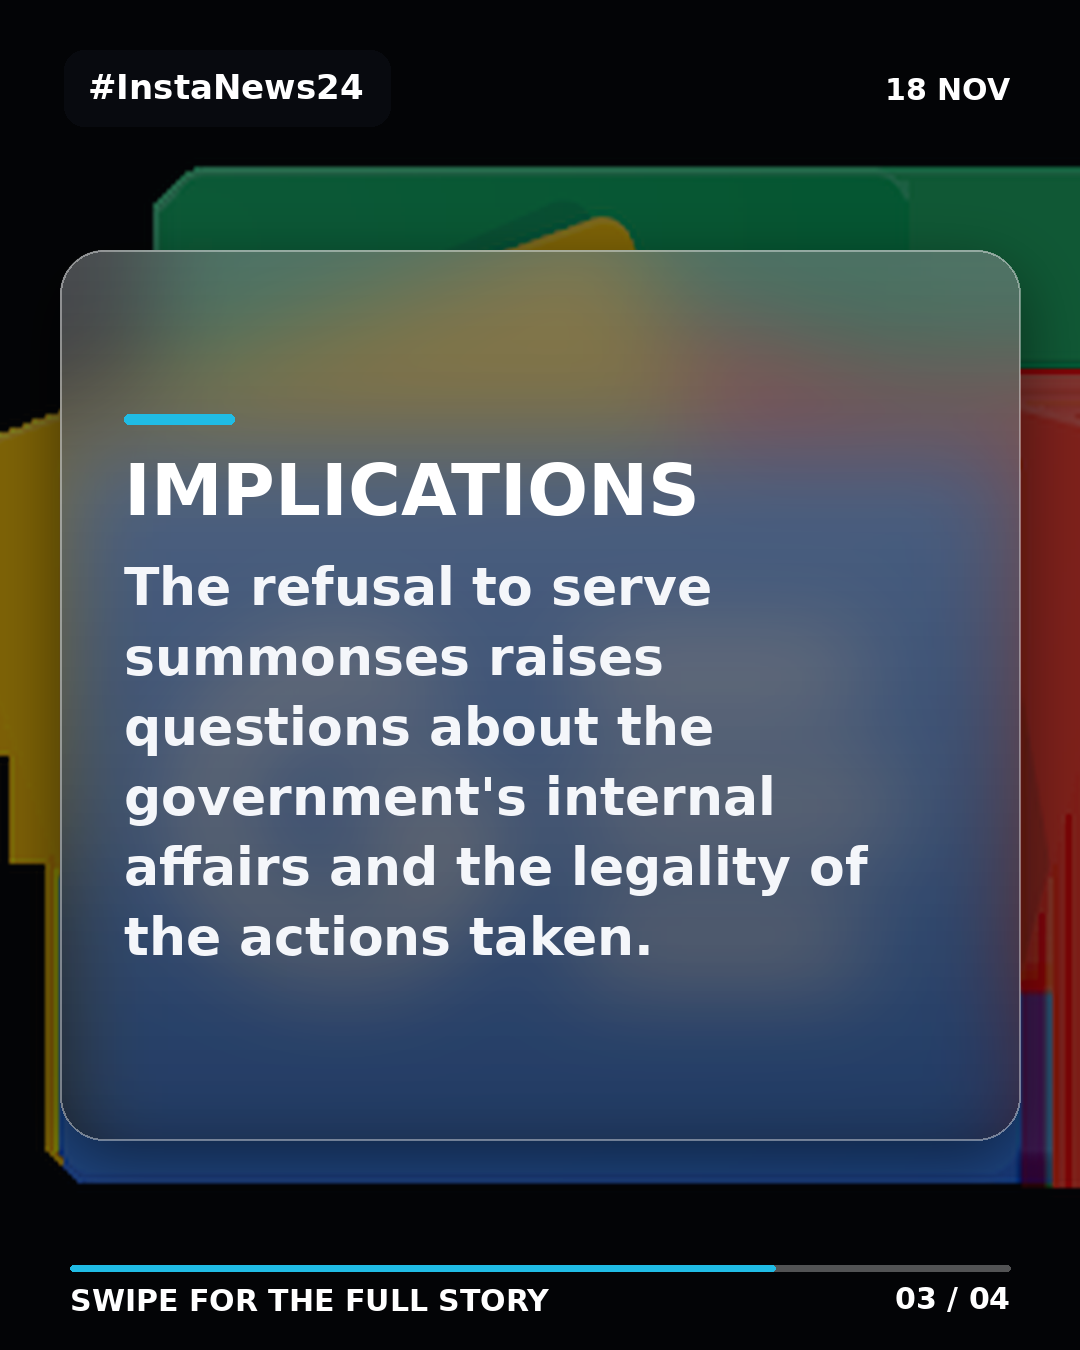 #InstaNews24
18 NOV
IMPLICATIONS
The refusal to serve
summonses raises
questions about the
government's internal
affairs and the legality of
the actions taken.
SWIPE FOR THE FULL STORY
03 / 04